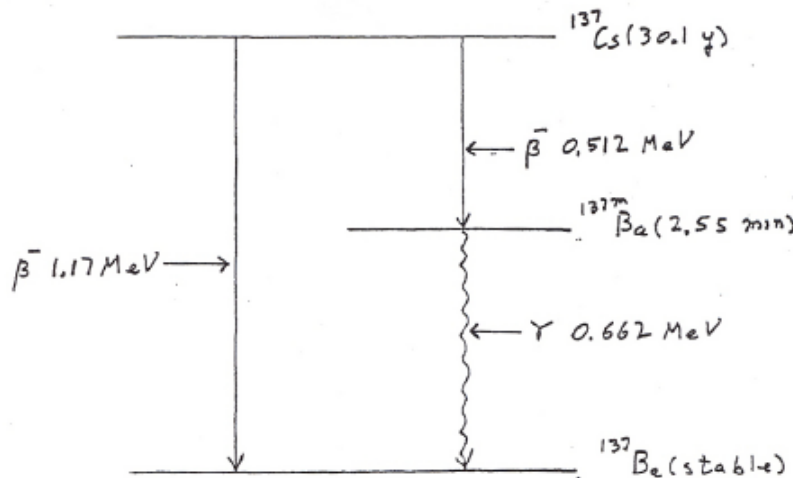 ¹³⁷Cs (30.1 y)
β⁻ 0.512 MeV
¹³⁷ᵐBa (2.55 min)
β⁻ 1.17 MeV
γ 0.662 MeV
¹³⁷Ba (stable)